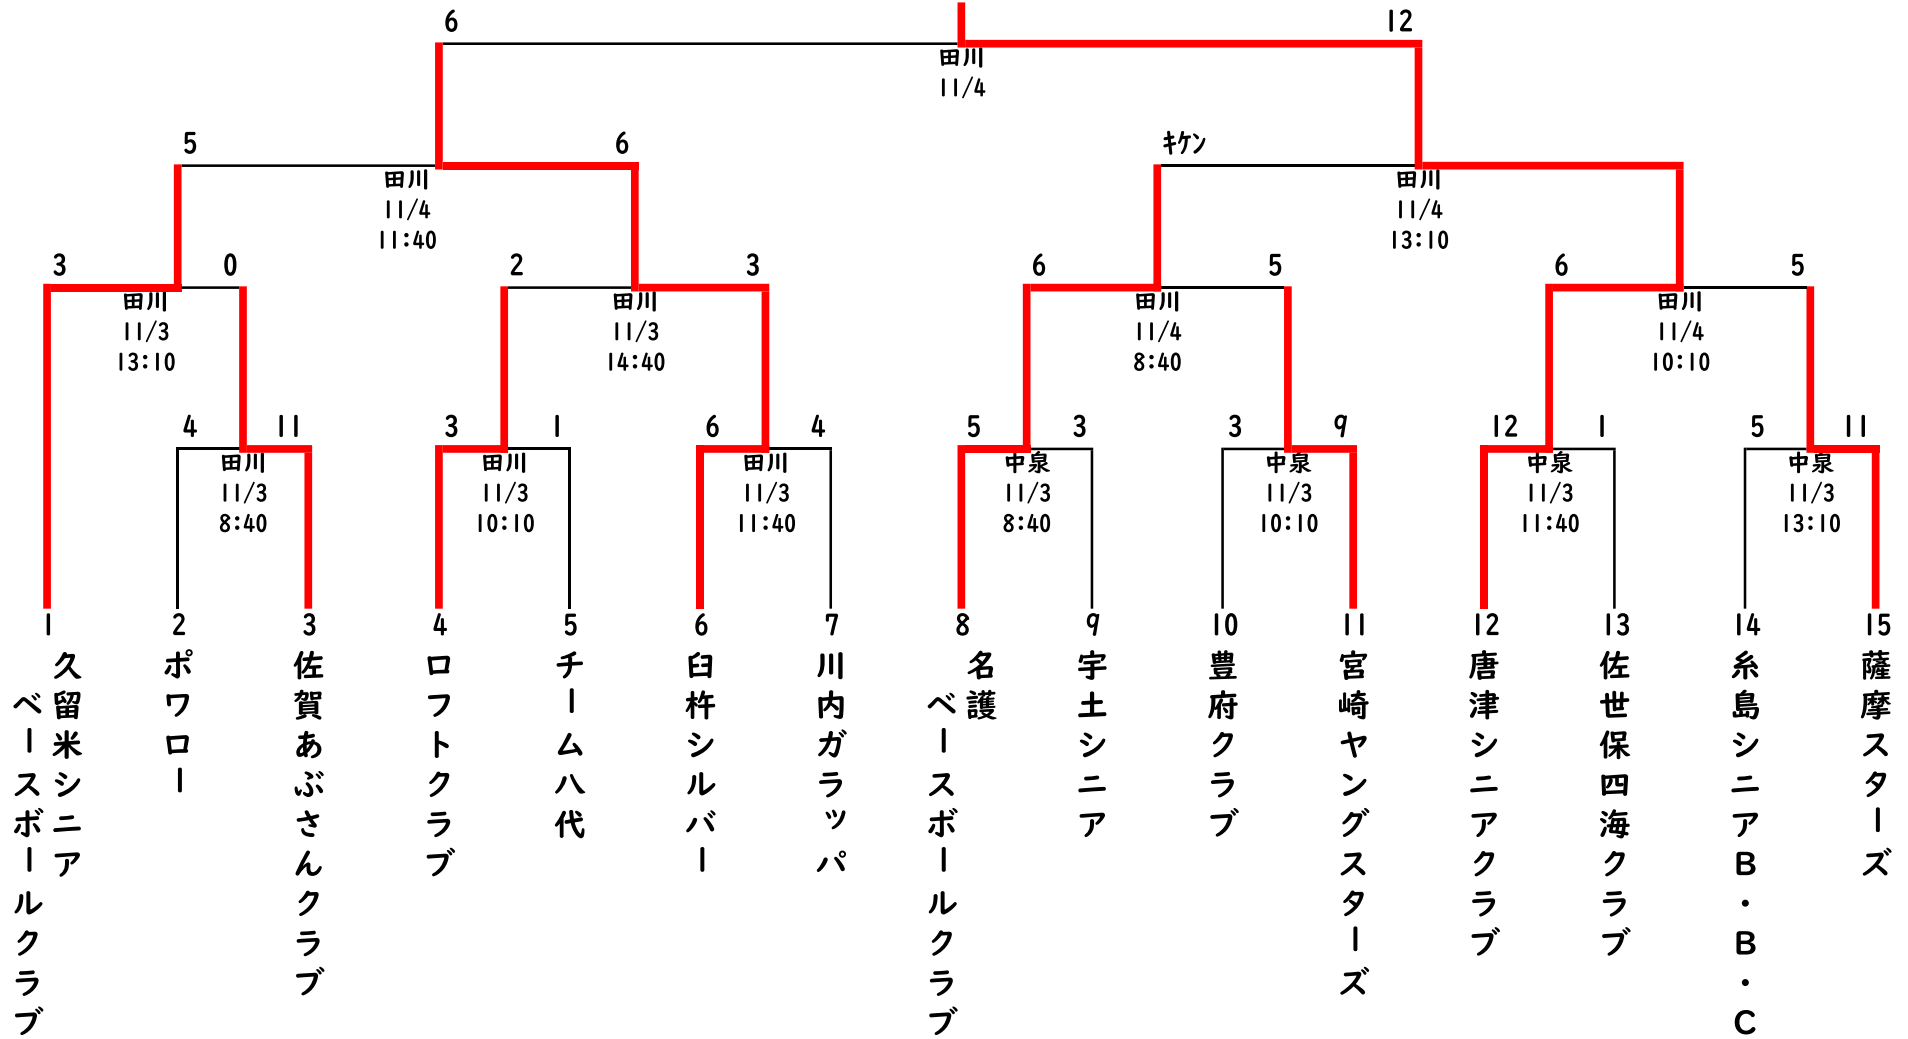 6 12
田川
11/4
5 6 キケン
田川 田川
11/4 11/4
11:40 13:10
3 0 2 3 6 5 6 5
田川 田川 田川 田川
11/3 11/3 11/4 11/4
13:10 14:40 8:40 10:10
4 11 3 1 6 4 5 3 3 9 12 1 5 11
田川 田川 田川 中泉 中泉 中泉 中泉
11/3 11/3 11/3 11/3 11/3 11/3 11/3
8:40 10:10 11:40 8:40 10:10 11:40 13:10
1 2 3 4 5 6 7 8 9 10 11 12 13 14 15
久留米シニア
ベースボールクラブ
ポワロー
佐賀あぶさんクラブ
ロフトクラブ
チーム八代
臼杵シルバー
川内ガラッパ
名護
ベースボールクラブ
宇土シニア
豊府クラブ
宮崎ヤングスターズ
唐津シニアクラブ
佐世保四海クラブ
糸島シニアB・B・C
薩摩スターズ